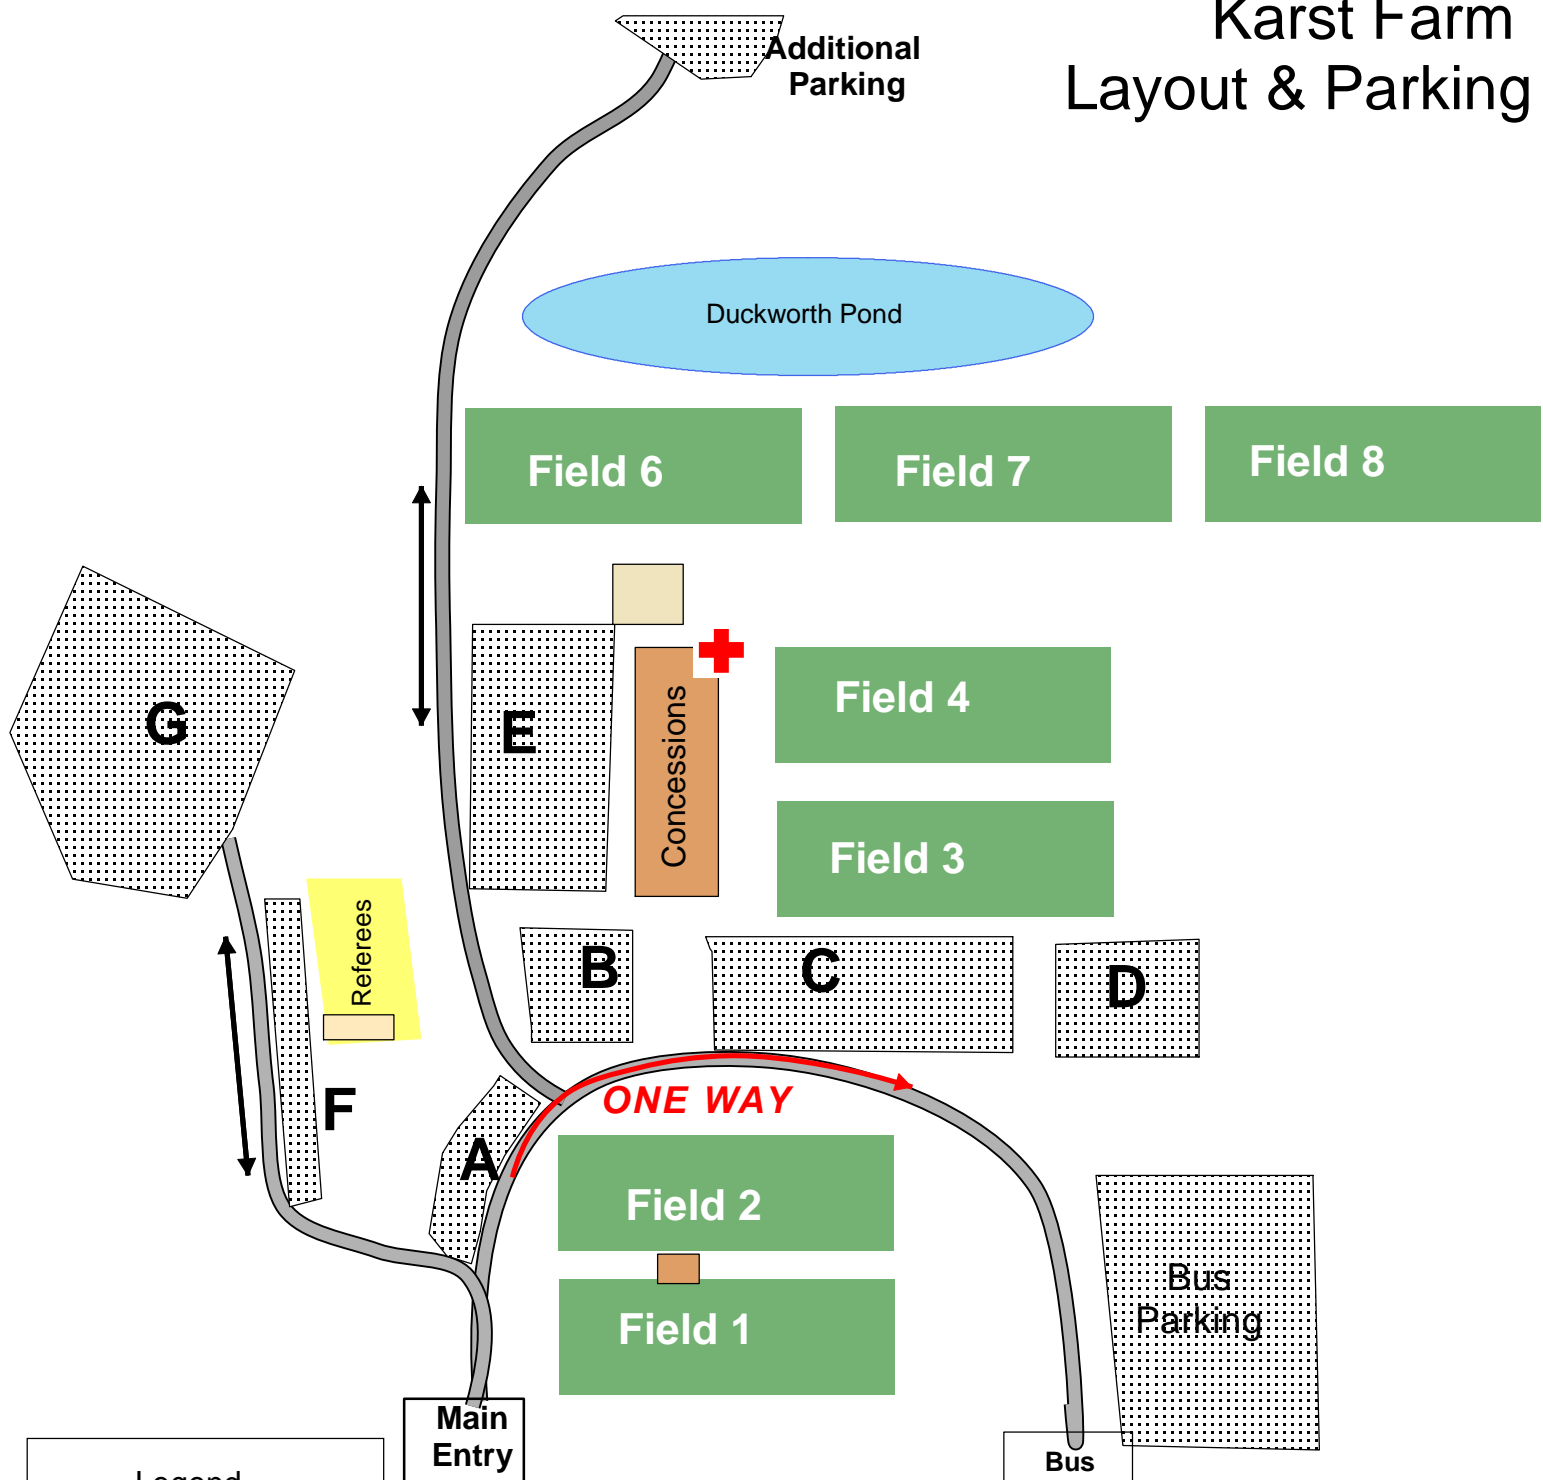 Karst Farm
Layout & Parking
Additional
Parking
Duckworth Pond
Field 6
Field 7
Field 8
G
E
Concessions
Field 4
Field 3
Referees
B
C
D
F
ONE WAY
A
Field 2
Bus
Parking
Field 1
Main
Entry
Bus
Legend